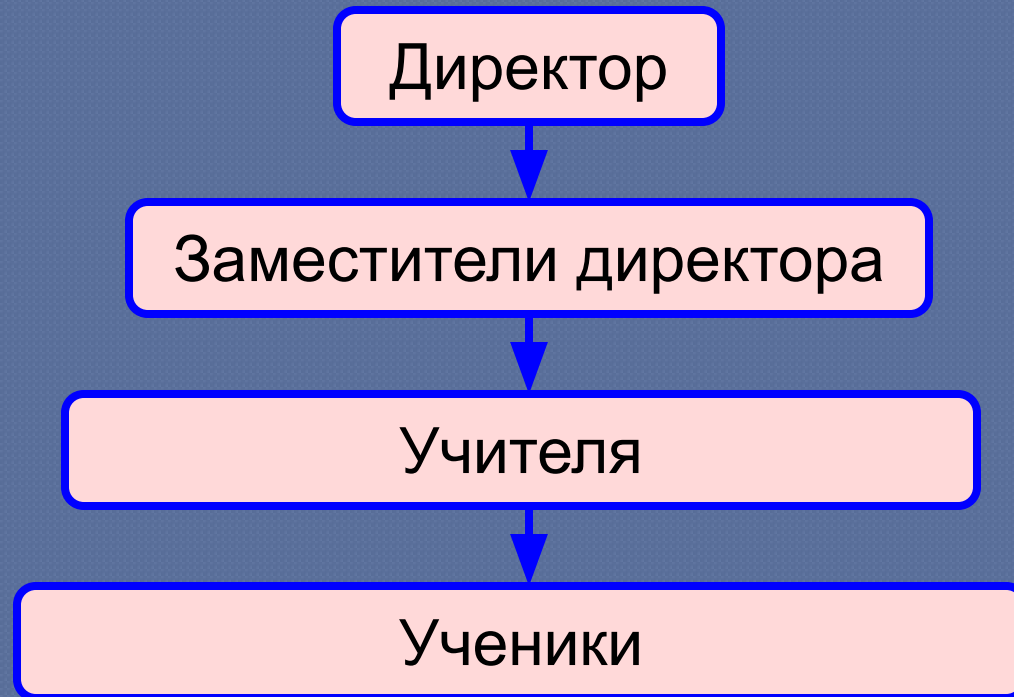 Директор
Заместители директора
Учителя
Ученики